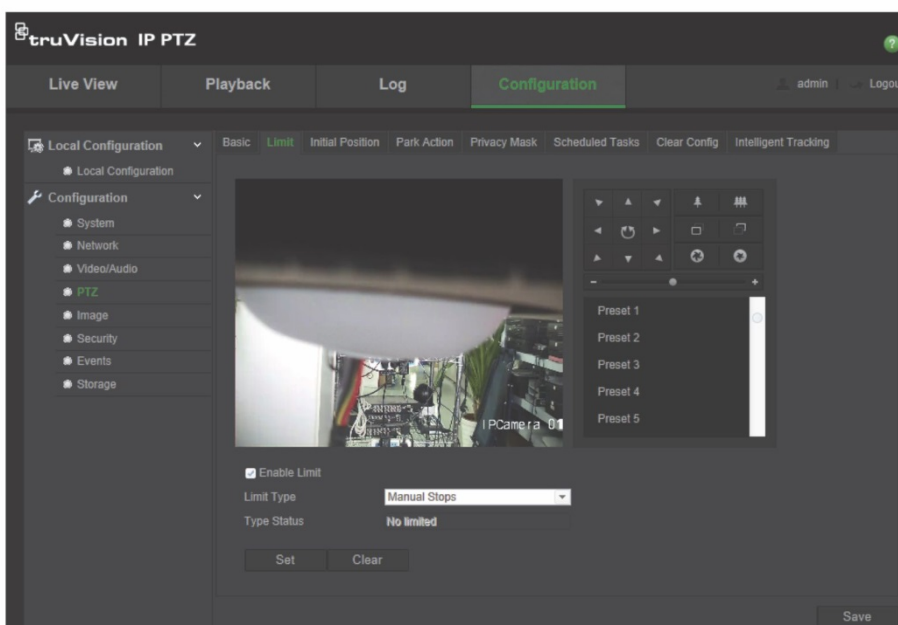 truVision IP PTZ
?
Live View Playback Log Configuration admin Logou
Local Configuration
Local Configuration
Configuration
System
Network
Video/Audio
PTZ
Image
Security
Events
Storage
Basic Limit Initial Position Park Action Privacy Mask Scheduled Tasks Clear Config Intelligent Tracking
IPCamera 01
- +
Preset 1
Preset 2
Preset 3
Preset 4
Preset 5
Enable Limit
Limit Type Manual Stops
Type Status No limited
Set Clear
Save